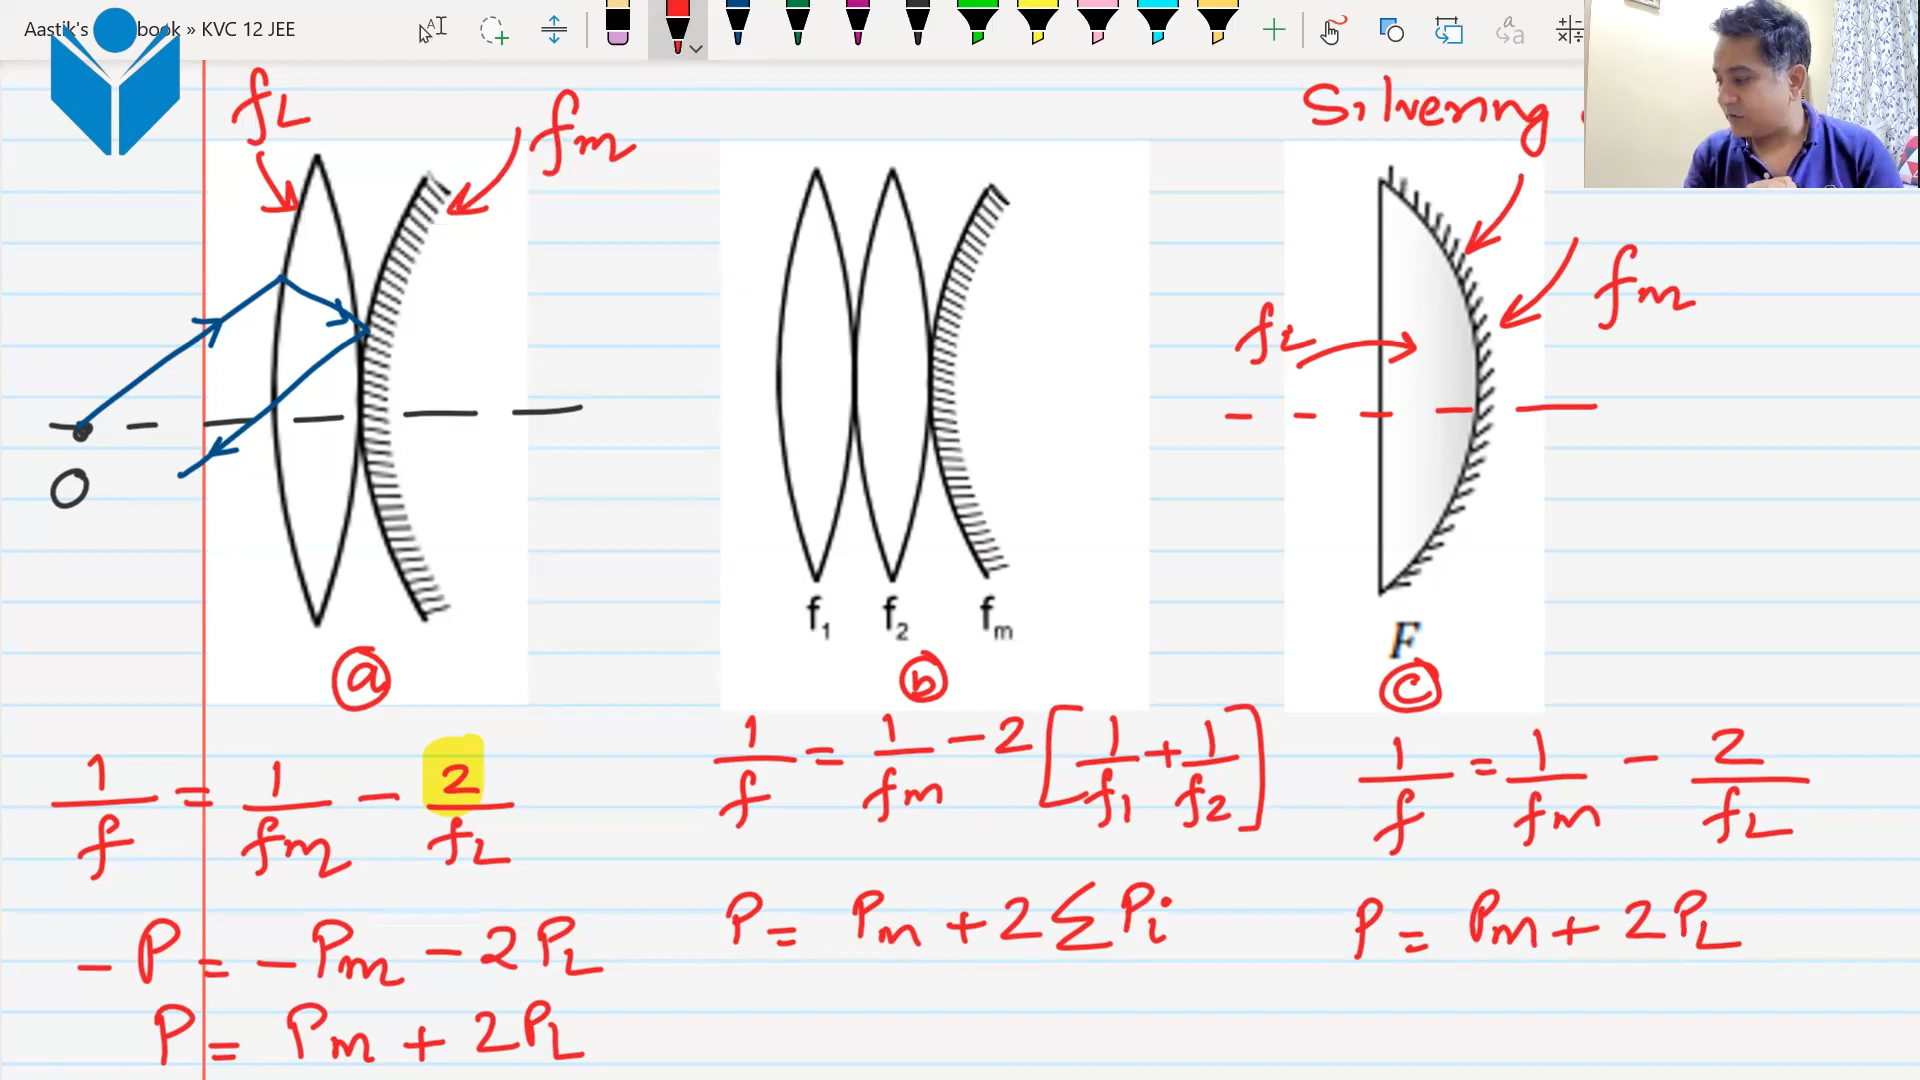 Aastik's book » KVC 12 JEE
fL
fm
Silvering
fm
fL
O
f1 f2 fm
F
a
b
c
1/f = 1/fm - 2/fL
-P = -Pm - 2PL
P = Pm + 2PL
1/f = 1/fm - 2[1/f1 + 1/f2]
P = Pm + 2ΣPi
1/f = 1/fm - 2/fL
P = Pm + 2PL